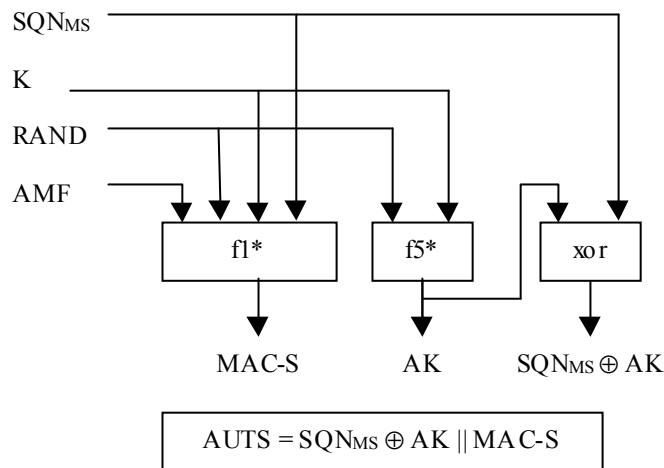 SQNMS
K
RAND
AMF
f1* f5* xor
MAC-S AK SQNMS ⊕ AK
AUTS = SQNMS ⊕ AK || MAC-S